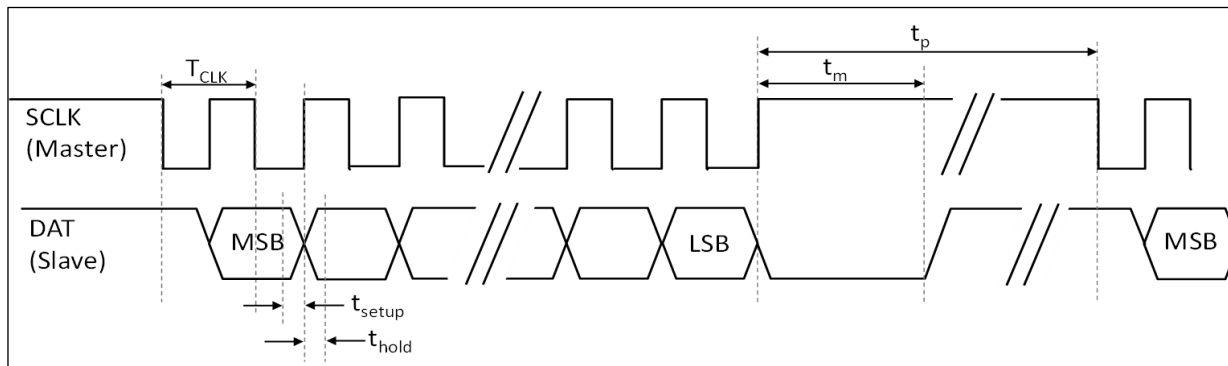 t_p
T_CLK
t_m
SCLK
(Master)
DAT
(Slave)
MSB
LSB
MSB
t_setup
t_hold